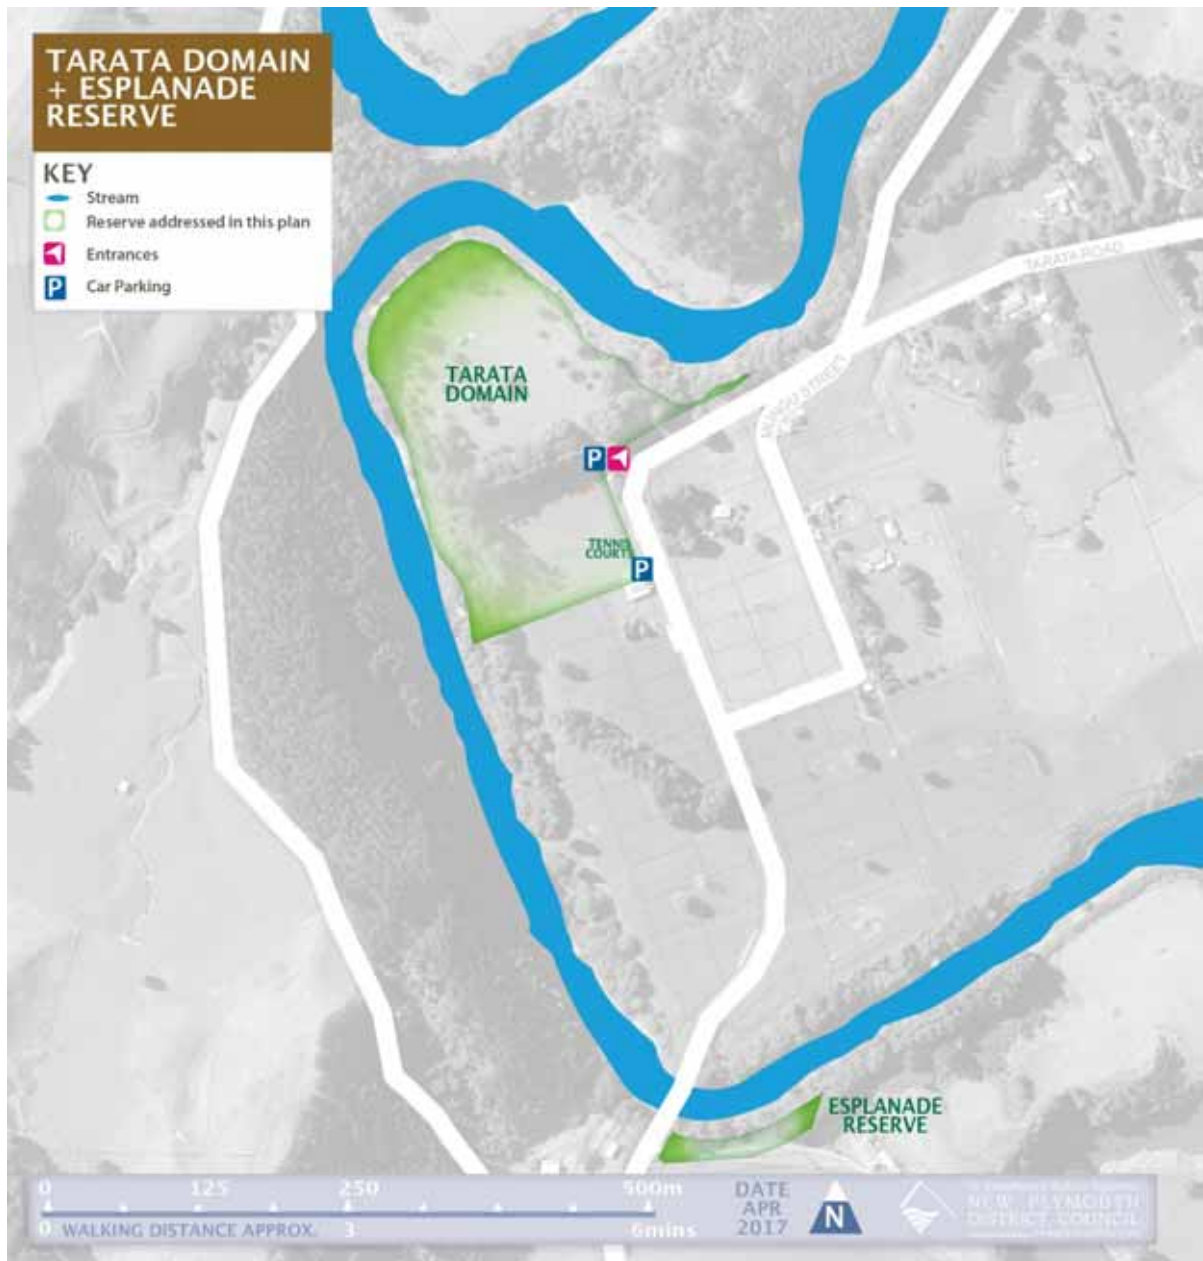 TARATA DOMAIN
+ ESPLANADE
RESERVE
KEY
Stream
Reserve addressed in this plan
Entrances
P Car Parking
TARATA ROAD
STREET
TARATA
DOMAIN
P
TENNIS
COURT
P
ESPLANADE
RESERVE
0 125 250 500m
0 WALKING DISTANCE APPROX. 3 6mins
DATE
APR
2017
N
NEW PLYMOUTH
DISTRICT COUNCIL